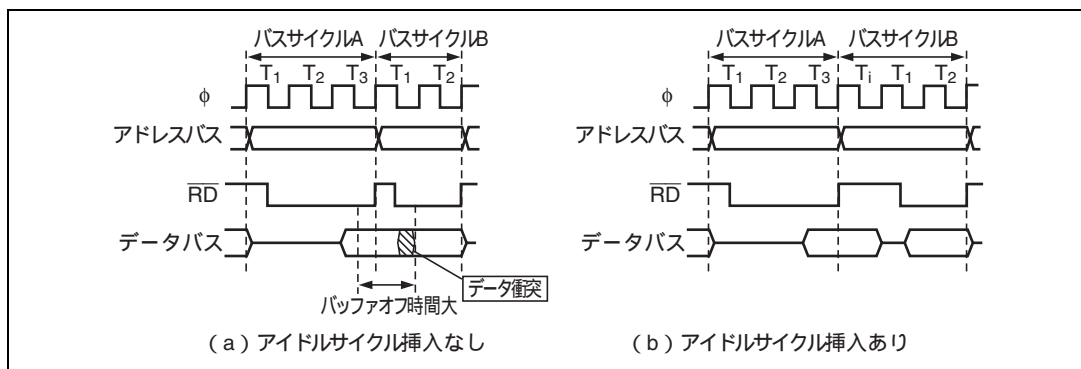 バスサイクルA バスサイクルB
T1 T2 T3 T1 T2
φ
アドレスバス
RD
データバス
データ衝突
バッファオフ時間大
(a)アイドルサイクル挿入なし
バスサイクルA バスサイクルB
T1 T2 T3 Ti T1 T2
φ
アドレスバス
RD
データバス
(b)アイドルサイクル挿入あり